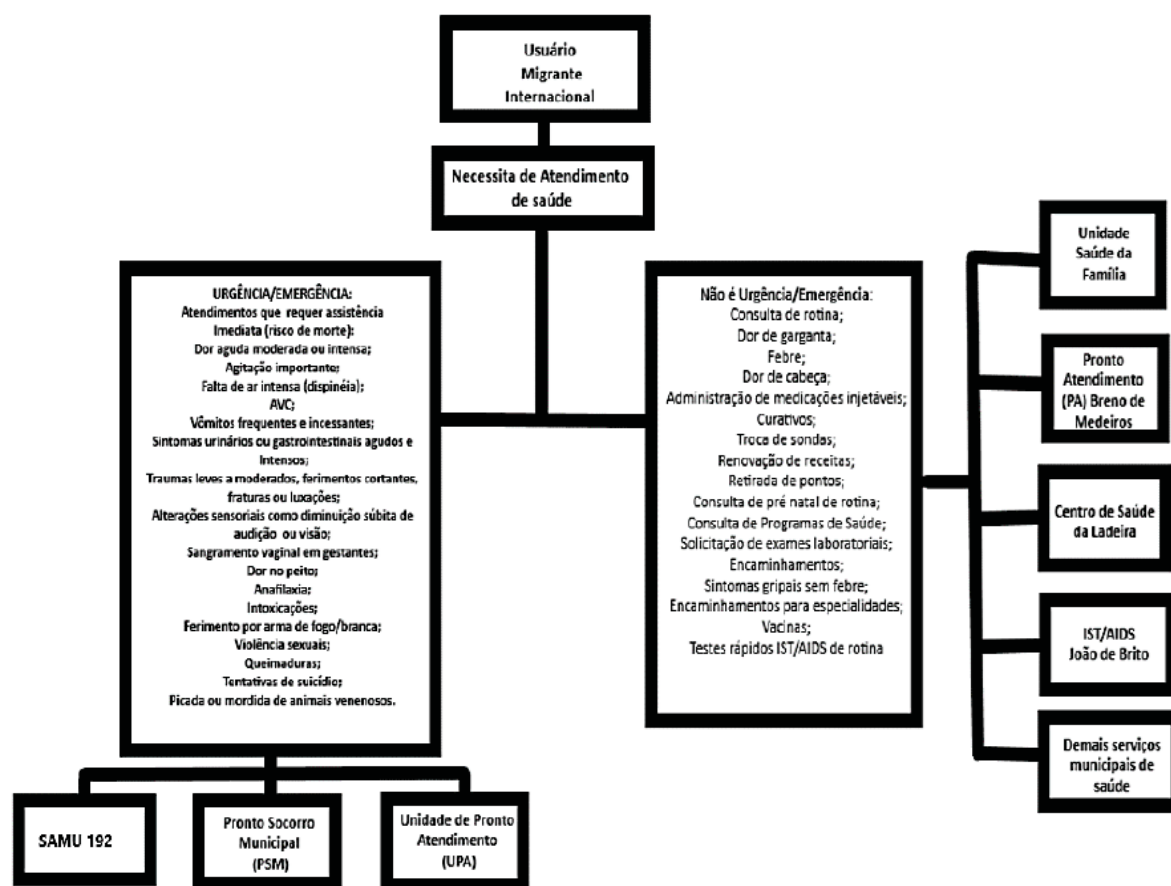 Usuário
Migrante
Internacional
Necessita de Atendimento
de saúde
URGÊNCIA/EMERGÊNCIA:
Atendimentos que requer assistência
Imediata (risco de morte):
Dor aguda moderada ou intensa;
Agitação importante;
Falta de ar intensa (dispinéia);
AVC;
Vômitos frequentes e incessantes;
Sintomas urinários ou gastrointestinais agudos e
Intensos;
Traumas leves a moderados, ferimentos cortantes,
fraturas ou luxações;
Alterações sensoriais como diminuição súbita de
audição ou visão;
Sangramento vaginal em gestantes;
Dor no peito;
Anafilaxia;
Intoxicações;
Ferimento por arma de fogo/branca;
Violência sexuais;
Queimaduras;
Tentativas de suicídio;
Picada ou mordida de animais venenosos.
SAMU 192
Pronto Socorro
Municipal
(PSM)
Unidade de Pronto
Atendimento
(UPA)
Não é Urgência/Emergência:
Consulta de rotina;
Dor de garganta;
Febre;
Dor de cabeça;
Administração de medicações injetáveis;
Curativos;
Troca de sondas;
Renovação de receitas;
Retirada de pontos;
Consulta de pré natal de rotina;
Consulta de Programas de Saúde;
Solicitação de exames laboratoriais;
Encaminhamentos;
Sintomas gripais sem febre;
Encaminhamentos para especialidades;
Vacinas;
Testes rápidos IST/AIDS de rotina
Unidade
Saúde da
Família
Pronto
Atendimento
(PA) Breno de
Medeiros
Centro de Saúde
da Ladeira
IST/AIDS
João de Brito
Demais serviços
municipais de
saúde